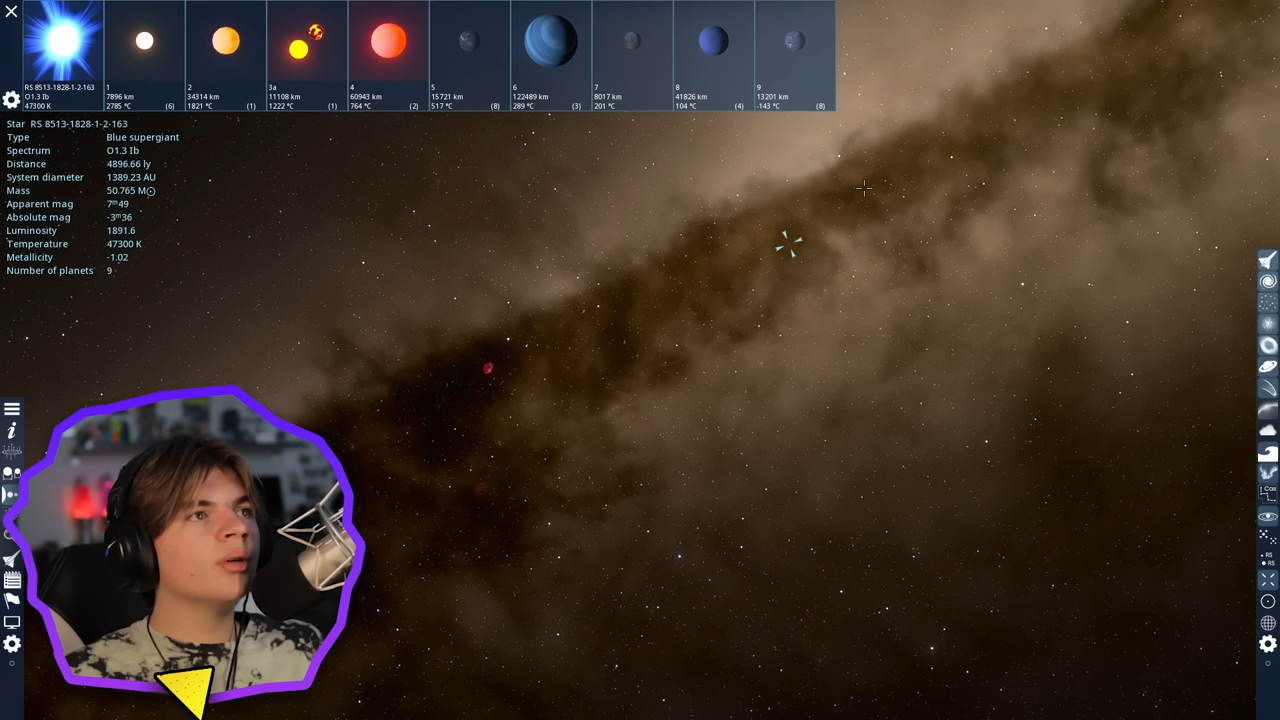 RS 8513-1828-1-2-163
O1.3 Ib
47300 K
1
7896 km
2785 °C (6)
2
34314 km
1821 °C (1)
3a
11108 km
1222 °C (1)
4
60943 km
764 °C (2)
5
15721 km
517 °C (8)
6
122489 km
289 °C (3)
7
8017 km
201 °C
8
41826 km
104 °C (4)
9
13201 km
-143 °C (8)
Star RS 8513-1828-1-2-163
Type Blue supergiant
Spectrum O1.3 Ib
Distance 4896.66 ly
System diameter 1389.23 AU
Mass 50.765 M☉
Apparent mag 7ᵐ49
Absolute mag -3ᵐ36
Luminosity 1891.6
Temperature 47300 K
Metallicity -1.02
Number of planets 9
RS
RS